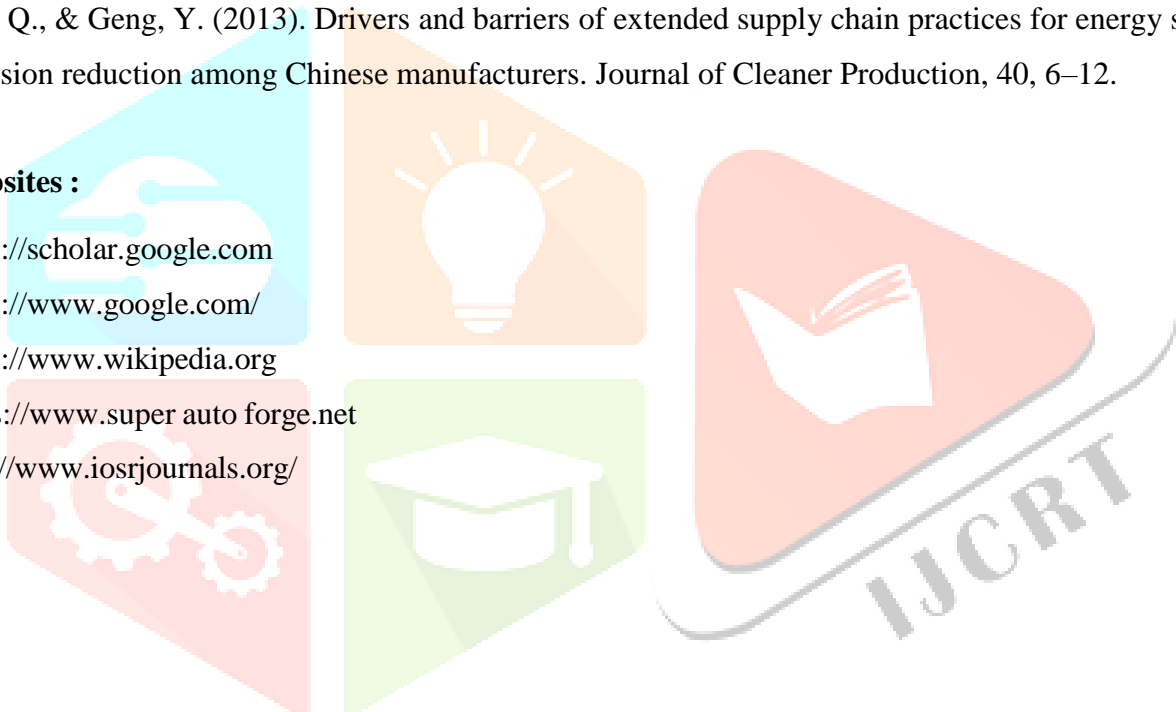 Q., & Geng, Y. (2013). Drivers and barriers of extended supply chain practices for energy s
sion reduction among Chinese manufacturers. Journal of Cleaner Production, 40, 6–12.
sites :
://scholar.google.com
://www.google.com/
://www.wikipedia.org
://www.super auto forge.net
//www.iosrjournals.org/
IJCRT